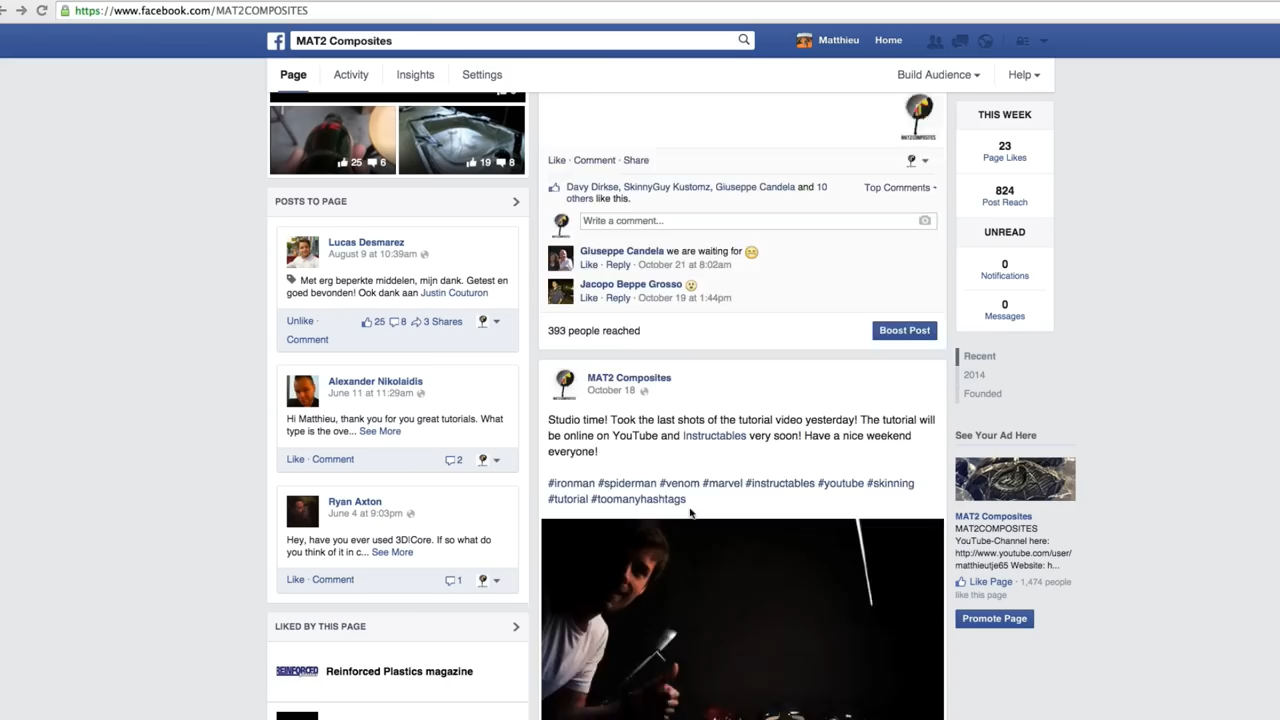 https://www.facebook.com/MAT2COMPOSITES
MAT2 Composites
Matthieu Home
Page Activity Insights Settings
Build Audience Help
25 6
19 8
POSTS TO PAGE
Lucas Desmarez
August 9 at 10:39am
Met erg beperkte middelen, mijn dank. Getest en
goed bevonden! Ook dank aan Justin Couturon
Unlike ·
25 8 3 Shares
Comment
Alexander Nikolaidis
June 11 at 11:29am
Hi Matthieu, thank you for you great tutorials. What
type is the ove... See More
Like · Comment
2
Ryan Axton
June 4 at 9:03pm
Hey, have you ever used 3D|Core. If so what do
you think of it in c... See More
Like · Comment
1
LIKED BY THIS PAGE
REINFORCED
Reinforced Plastics magazine
MAT2COMPOSITES
Like · Comment · Share
Davy Dirkse, SkinnyGuy Kustomz, Giuseppe Candela and 10
others like this.
Top Comments
Write a comment...
Giuseppe Candela we are waiting for
Like · Reply · October 21 at 8:02am
Jacopo Beppe Grosso
Like · Reply · October 19 at 1:44pm
393 people reached
Boost Post
MAT2 Composites
October 18
Studio time! Took the last shots of the tutorial video yesterday! The tutorial will
be online on YouTube and Instructables very soon! Have a nice weekend
everyone!
#ironman #spiderman #venom #marvel #instructables #youtube #skinning
#tutorial #toomanyhashtags
THIS WEEK
23
Page Likes
824
Post Reach
UNREAD
0
Notifications
0
Messages
Recent
2014
Founded
See Your Ad Here
MAT2 Composites
MAT2COMPOSITES
YouTube-Channel here:
http://www.youtube.com/user/
matthieutje65 Website: h...
Like Page · 1,474 people
like this page
Promote Page